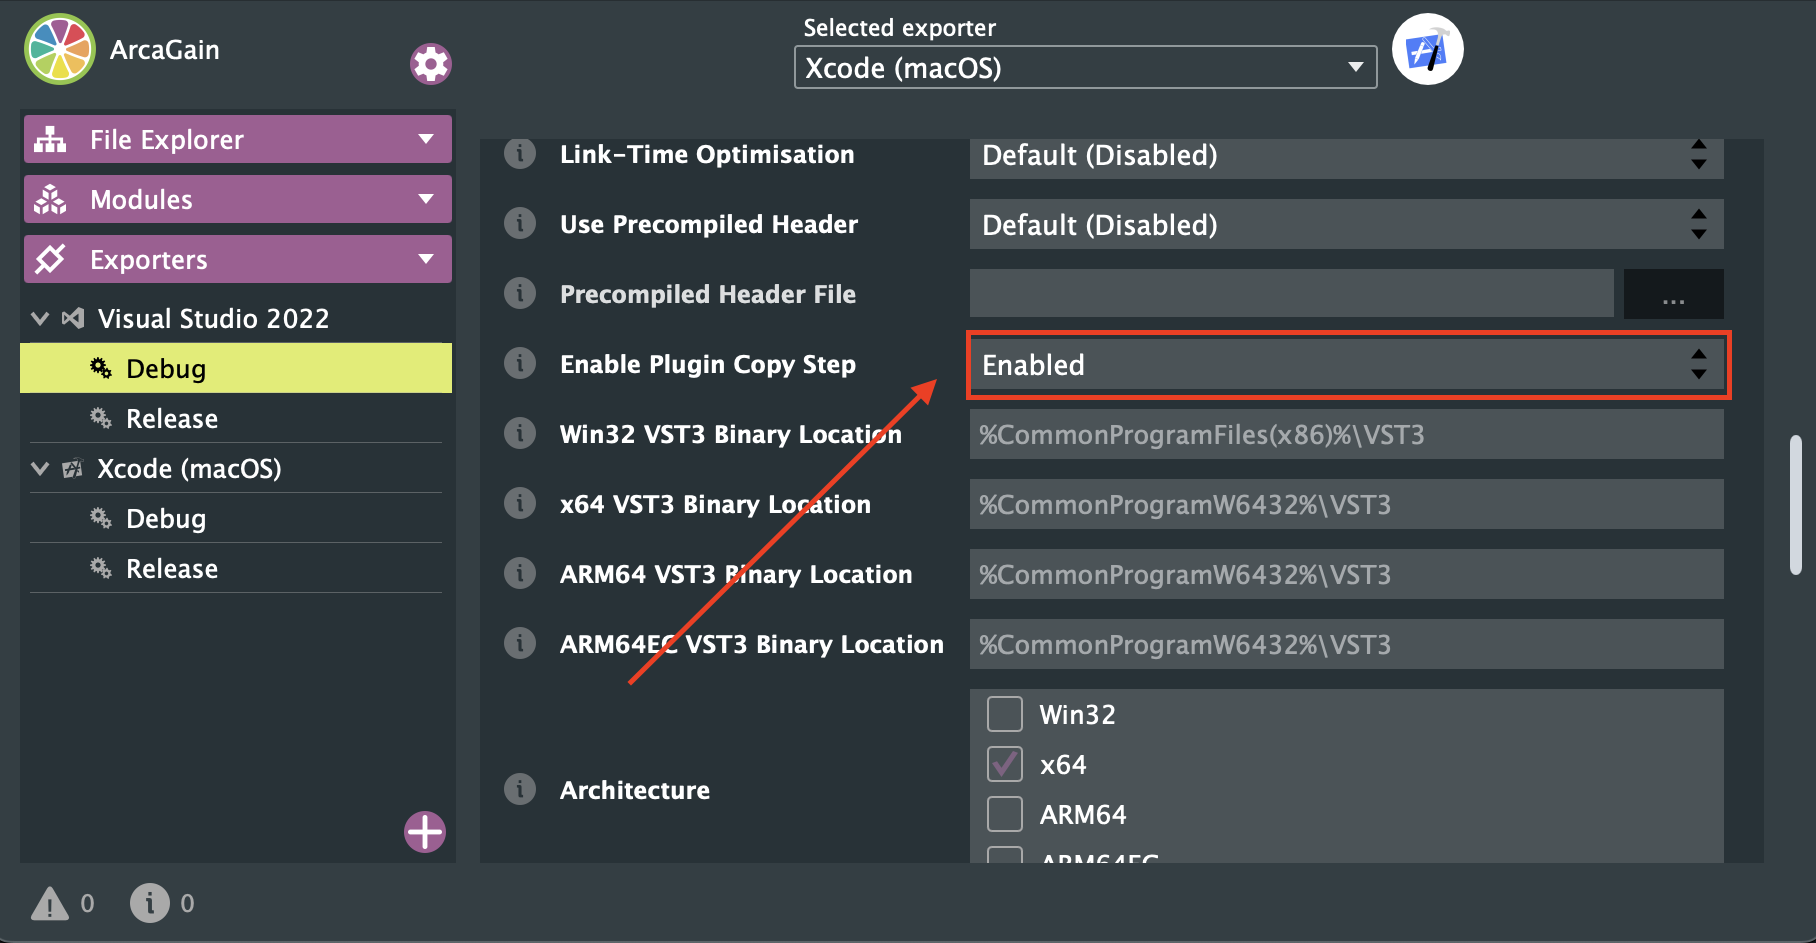 ArcaGain
Selected exporter
Xcode (macOS)
File Explorer
Modules
Exporters
Visual Studio 2022
Debug
Release
Xcode (macOS)
Debug
Release
Link-Time Optimisation
Default (Disabled)
Use Precompiled Header
Default (Disabled)
Precompiled Header File
...
Enable Plugin Copy Step
Enabled
Win32 VST3 Binary Location
%CommonProgramFiles(x86)%\VST3
x64 VST3 Binary Location
%CommonProgramW6432%\VST3
ARM64 VST3 Binary Location
%CommonProgramW6432%\VST3
ARM64EC VST3 Binary Location
%CommonProgramW6432%\VST3
Architecture
Win32
x64
ARM64
ARM64EC
0
0